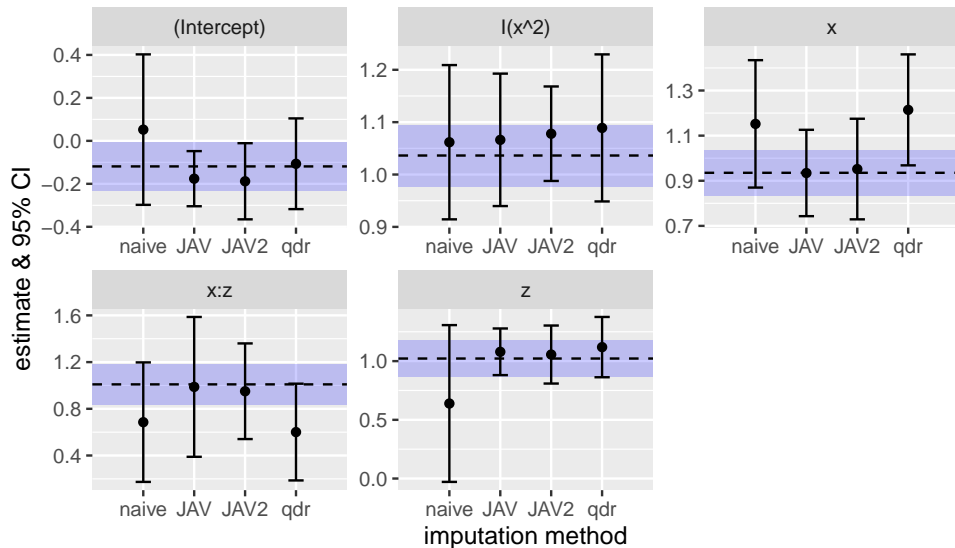 (Intercept)
I(x^2)
x
0.4
0.2
0.0
−0.2
−0.4
1.2
1.1
1.0
0.9
1.3
1.1
0.9
0.7
naive JAV JAV2 qdr
naive JAV JAV2 qdr
naive JAV JAV2 qdr
estimate & 95% CI
x:z
z
1.6
1.2
0.8
0.4
1.0
0.5
0.0
naive JAV JAV2 qdr
naive JAV JAV2 qdr
imputation method